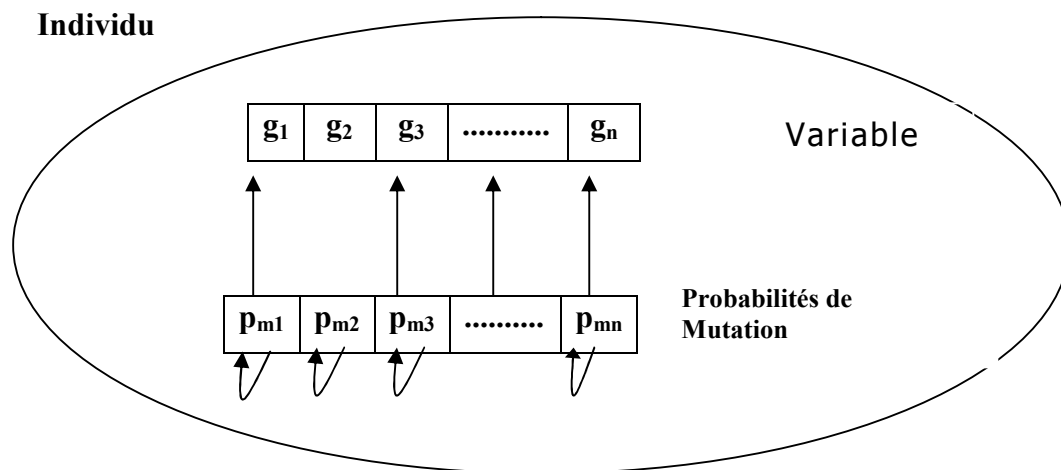 Individu
g1 g2 g3 ........... gn
Variable
pm1 pm2 pm3 .......... pmn
Probabilités de
Mutation